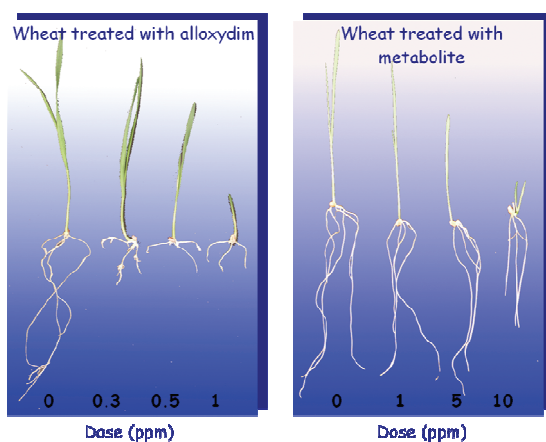 Wheat treated with alloxydim
0 0.3 0.5 1
Dose (ppm)
Wheat treated with
metabolite
0 1 5 10
Dose (ppm)